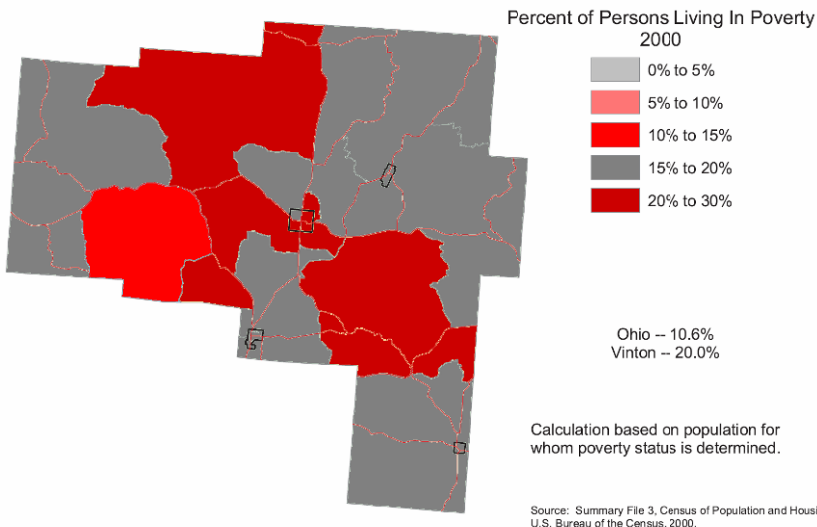 Percent of Persons Living In Poverty
2000
0% to 5%
5% to 10%
10% to 15%
15% to 20%
20% to 30%
Ohio -- 10.6%
Vinton -- 20.0%
Calculation based on population for
whom poverty status is determined.
Source: Summary File 3, Census of Population and Housi
U.S. Bureau of the Census, 2000.